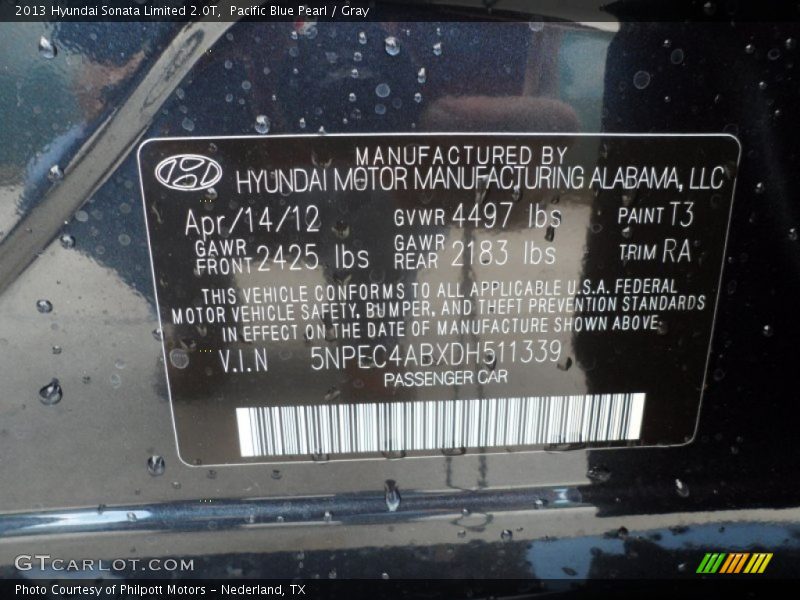 2013 Hyundai Sonata Limited 2.0T,  Pacific Blue Pearl / Gray
MANUFACTURED BY
HYUNDAI MOTOR MANUFACTURING ALABAMA, LLC
Apr/14/12 GVWR 4497 lbs PAINT T3
GAWR FRONT 2425 lbs GAWR REAR 2183 lbs TRIM RA
THIS VEHICLE CONFORMS TO ALL APPLICABLE U.S.A. FEDERAL
MOTOR VEHICLE SAFETY, BUMPER, AND THEFT PREVENTION STANDARDS
IN EFFECT ON THE DATE OF MANUFACTURE SHOWN ABOVE.
V.I.N 5NPEC4ABXDH511339
PASSENGER CAR
GTCARLOT.COM
Photo Courtesy of Philpott Motors - Nederland, TX